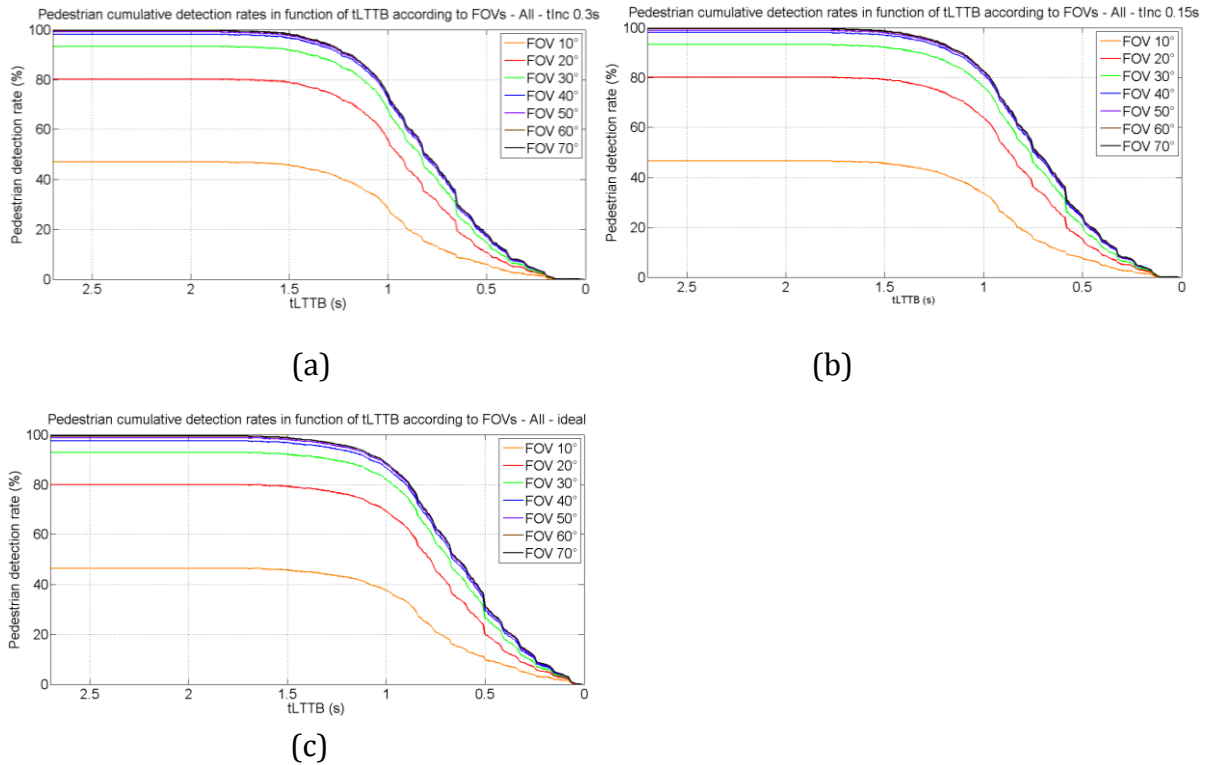 Pedestrian cumulative detection rates in function of tLTTB according to FOVs - All - tInc 0.3s
Pedestrian detection rate (%)
100
80
60
40
20
0
2.5
2
1.5
1
0.5
0
tLTTB (s)
FOV 10°
FOV 20°
FOV 30°
FOV 40°
FOV 50°
FOV 60°
FOV 70°
(a)
Pedestrian cumulative detection rates in function of tLTTB according to FOVs - All - tInc 0.15s
Pedestrian detection rate (%)
100
80
60
40
20
0
2.5
2
1.5
1
0.5
0
tLTTB (s)
FOV 10°
FOV 20°
FOV 30°
FOV 40°
FOV 50°
FOV 60°
FOV 70°
(b)
Pedestrian cumulative detection rates in function of tLTTB according to FOVs - All - ideal
Pedestrian detection rate (%)
100
80
60
40
20
0
2.5
2
1.5
1
0.5
0
tLTTB (s)
FOV 10°
FOV 20°
FOV 30°
FOV 40°
FOV 50°
FOV 60°
FOV 70°
(c)